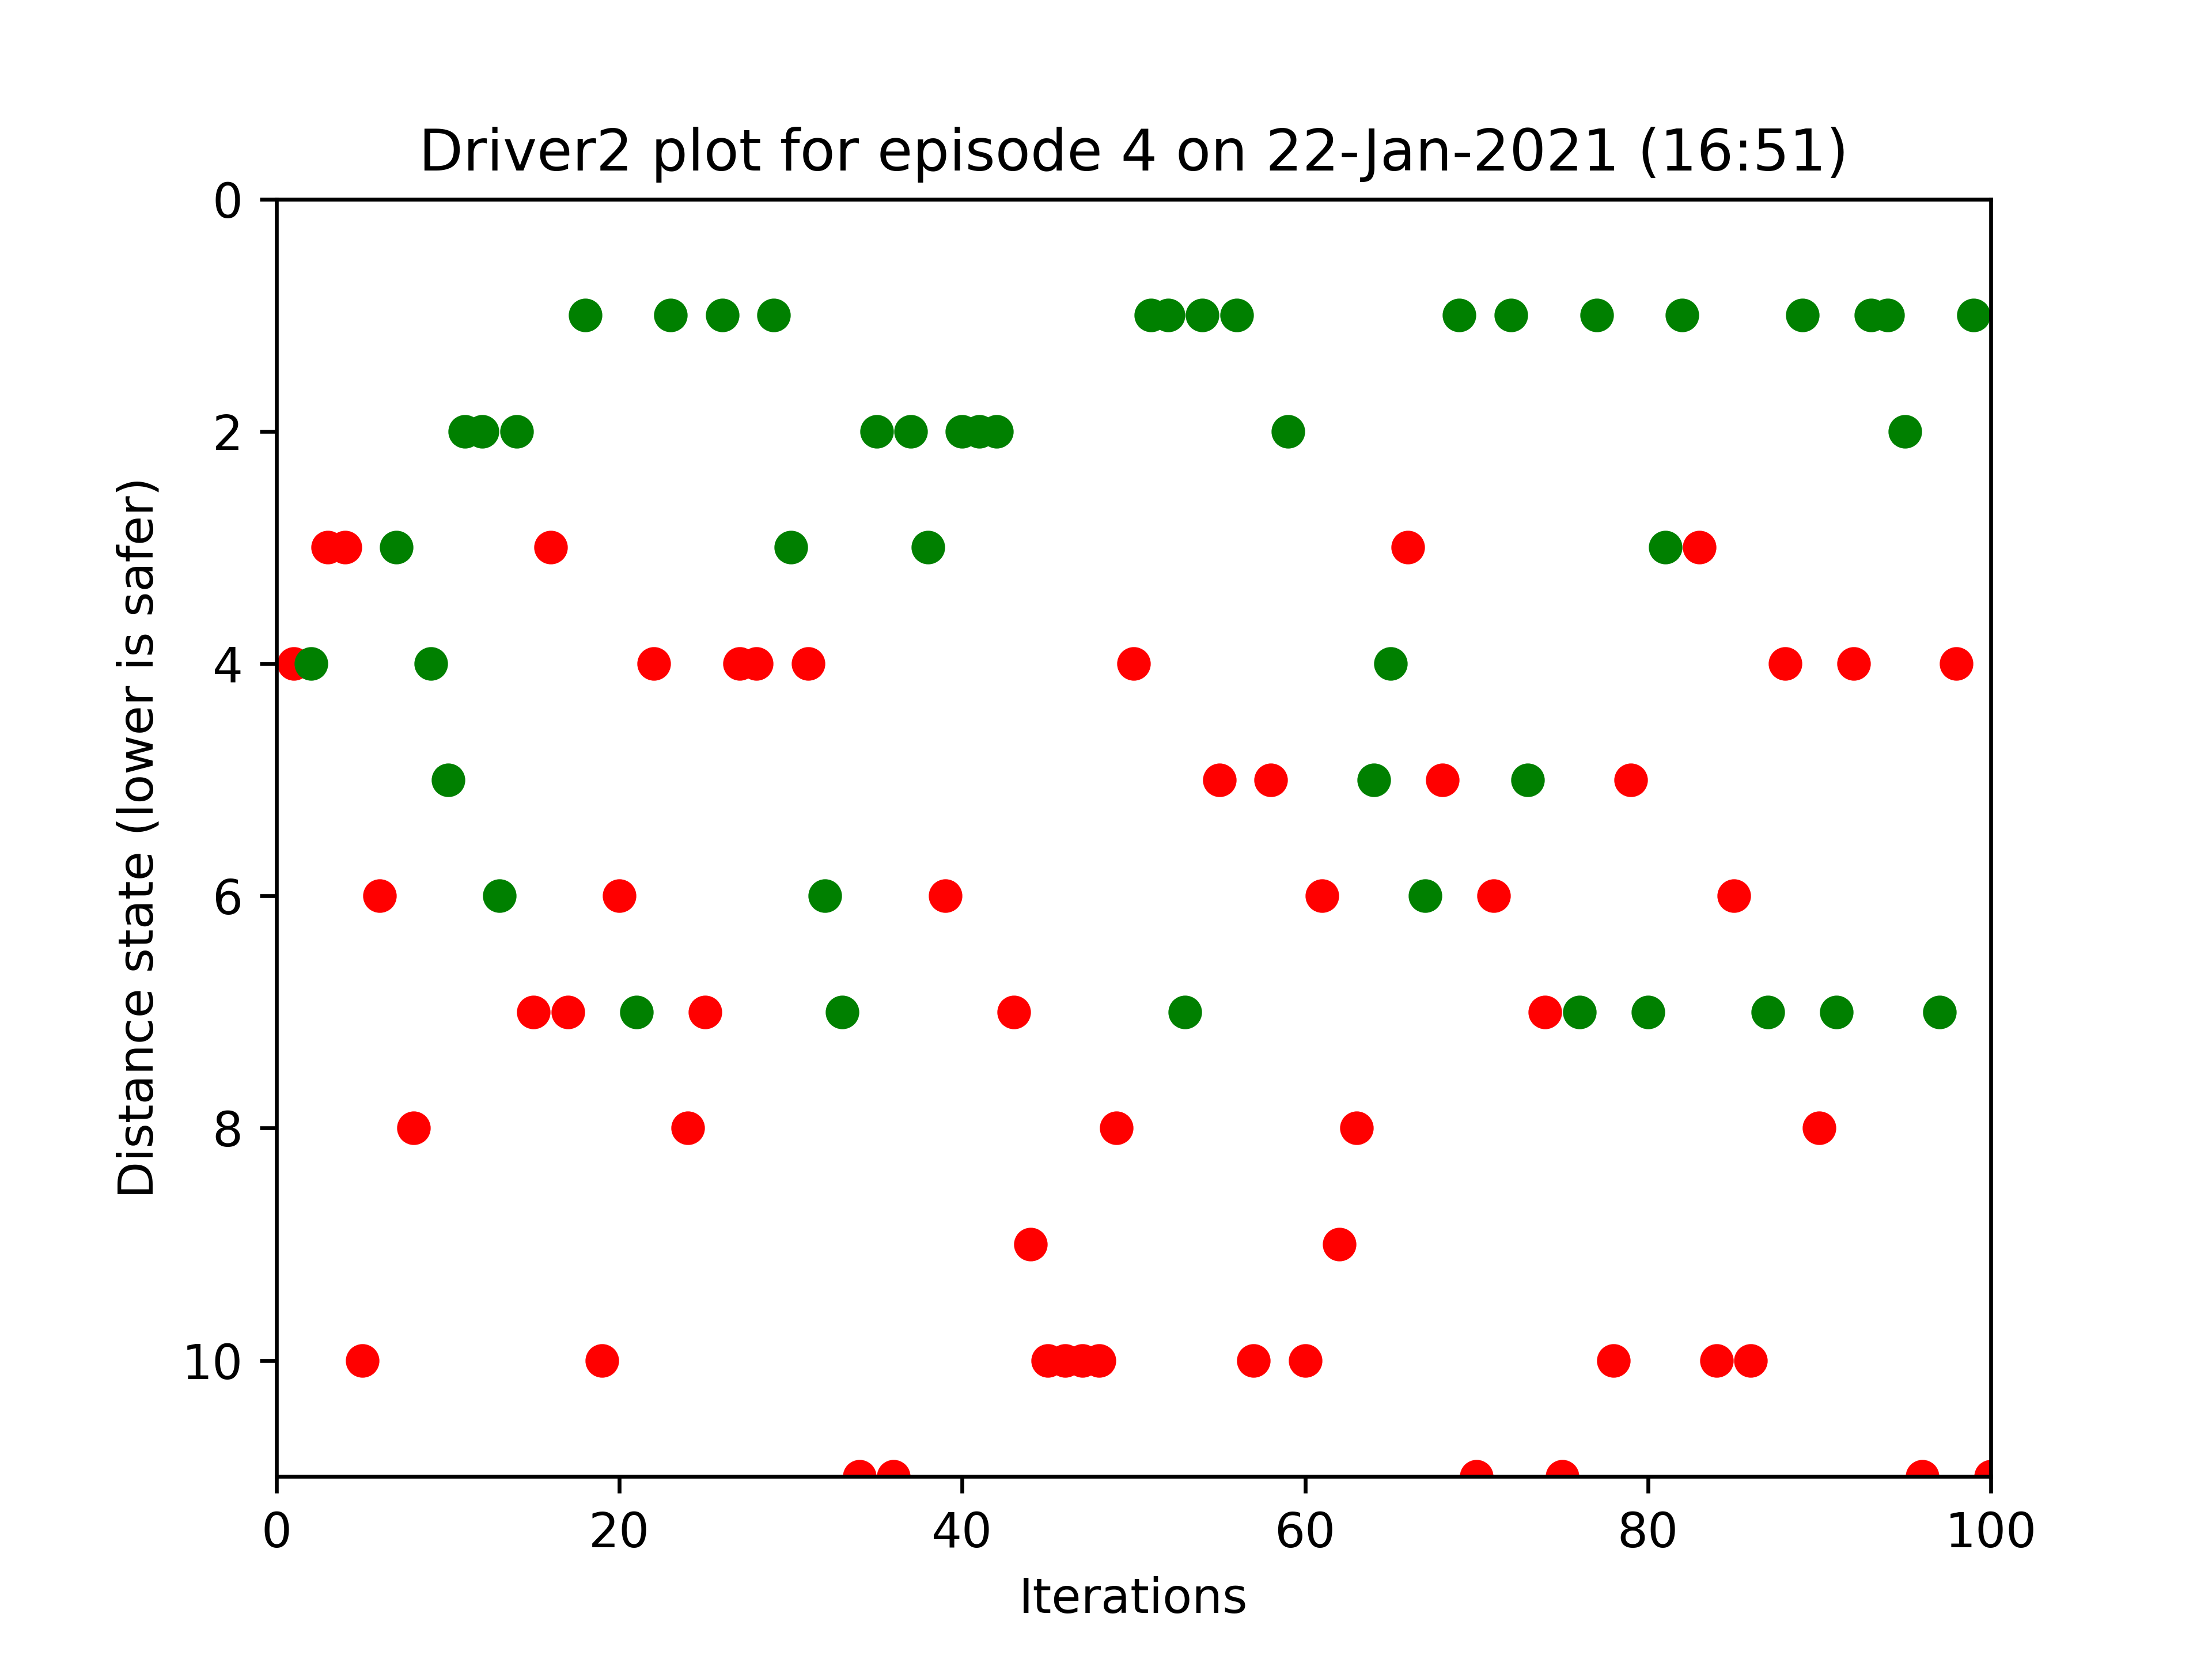 Driver2 plot for episode 4 on 22-Jan-2021 (16:51)
Distance state (lower is safer)
0
2
4
6
8
10
0 20 40 60 80 100
Iterations